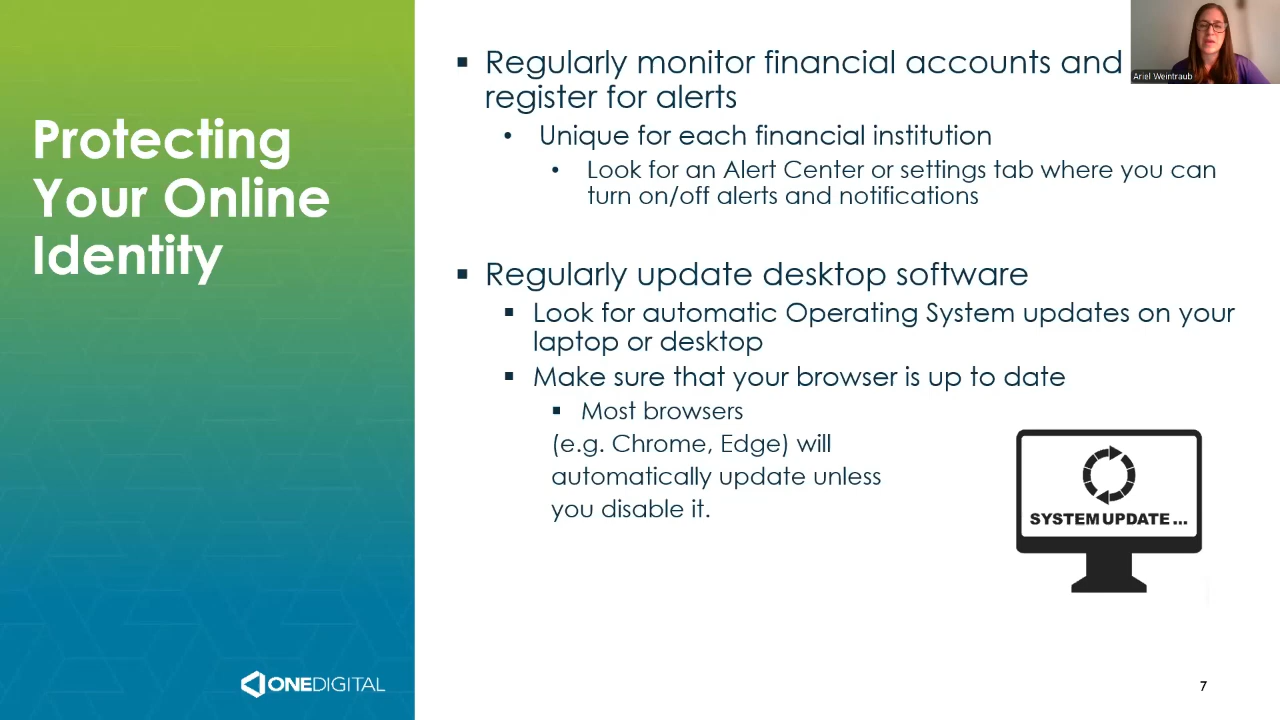 Protecting
Your Online
Identity
▪ Regularly monitor financial accounts and
register for alerts
• Unique for each financial institution
• Look for an Alert Center or settings tab where you can
turn on/off alerts and notifications
▪ Regularly update desktop software
▪ Look for automatic Operating System updates on your
laptop or desktop
▪ Make sure that your browser is up to date
▪ Most browsers
(e.g. Chrome, Edge) will
automatically update unless
you disable it.
SYSTEM UPDATE ...
Ariel Weintraub
ONEDIGITAL
7